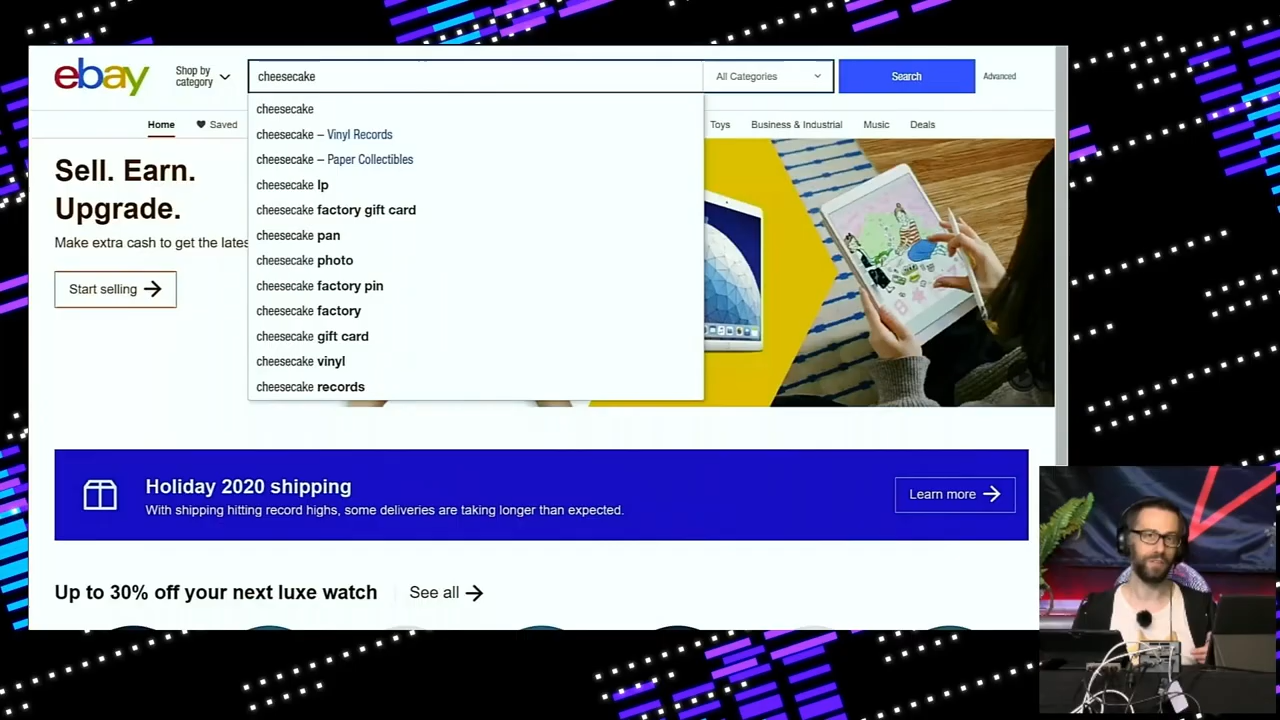 ebay
Shop by
category
cheesecake
All Categories
Search
Advanced
Home
Saved
Toys
Business & Industrial
Music
Deals
cheesecake
cheesecake – Vinyl Records
cheesecake – Paper Collectibles
cheesecake lp
cheesecake factory gift card
cheesecake pan
cheesecake photo
cheesecake factory pin
cheesecake factory
cheesecake gift card
cheesecake vinyl
cheesecake records
Sell. Earn.
Upgrade.
Make extra cash to get the lates
Start selling
Holiday 2020 shipping
With shipping hitting record highs, some deliveries are taking longer than expected.
Learn more
Up to 30% off your next luxe watch
See all